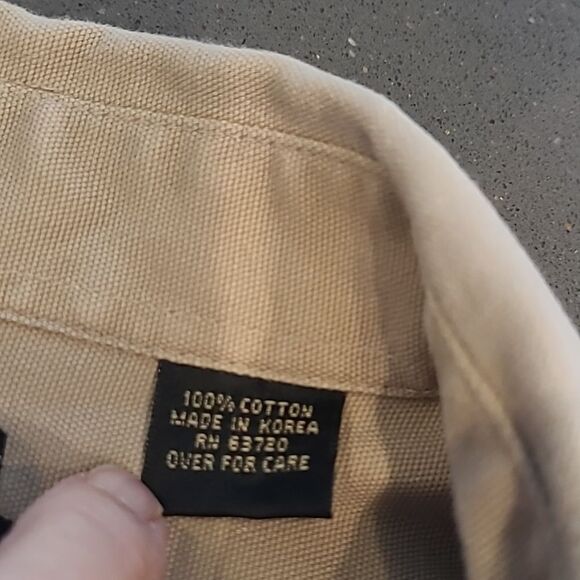 100% COTTON
MADE IN KOREA
RN 63720
OVER FOR CARE